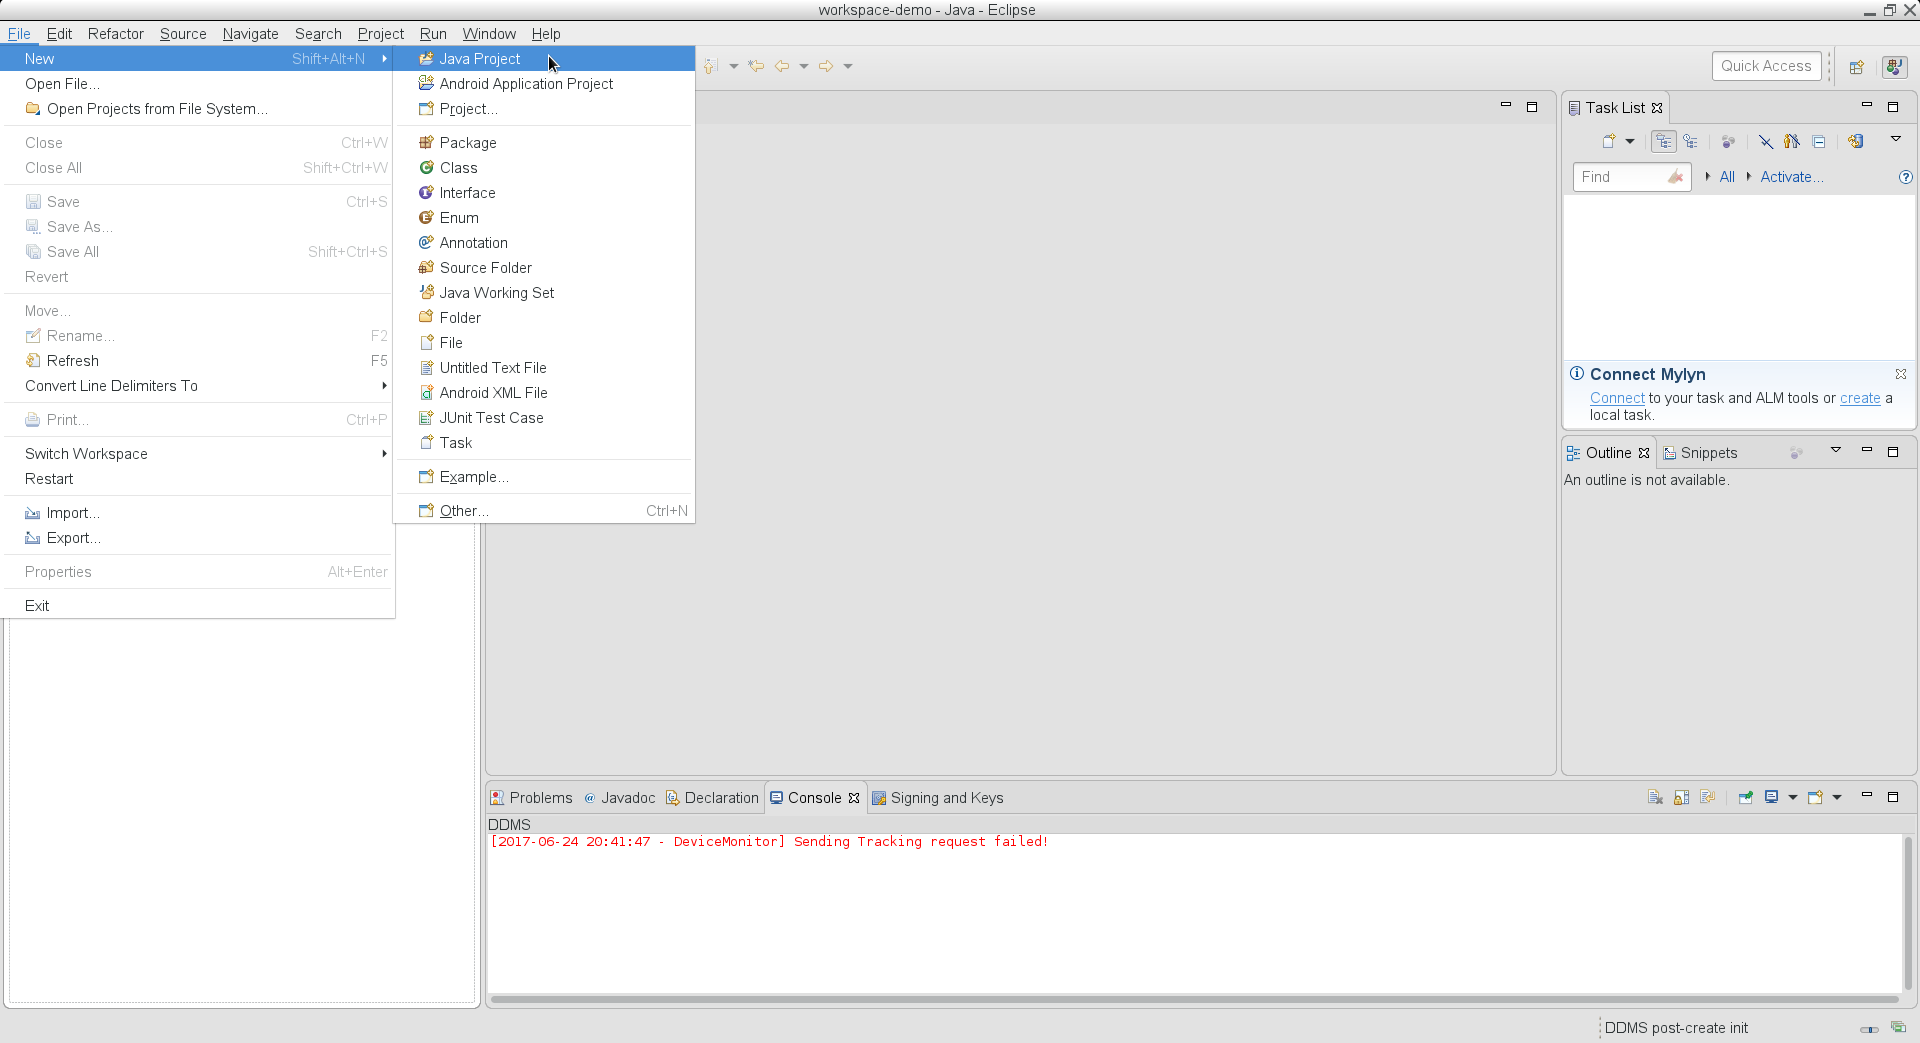 workspace-demo - Java - Eclipse
File Edit Refactor Source Navigate Search Project Run Window Help
New Shift+Alt+N
Open File...
Open Projects from File System...
Close Ctrl+W
Close All Shift+Ctrl+W
Save Ctrl+S
Save As...
Save All Shift+Ctrl+S
Revert
Move...
Rename... F2
Refresh F5
Convert Line Delimiters To
Print... Ctrl+P
Switch Workspace
Restart
Import...
Export...
Properties Alt+Enter
Exit
Java Project
Android Application Project
Project...
Package
Class
Interface
Enum
Annotation
Source Folder
Java Working Set
Folder
File
Untitled Text File
Android XML File
JUnit Test Case
Task
Example...
Other... Ctrl+N
Quick Access
Task List
Find All Activate...
Connect Mylyn
Connect to your task and ALM tools or create a
local task.
Outline Snippets
An outline is not available.
Problems Javadoc Declaration Console Signing and Keys
DDMS
[2017-06-24 20:41:47 - DeviceMonitor] Sending Tracking request failed!
DDMS post-create init